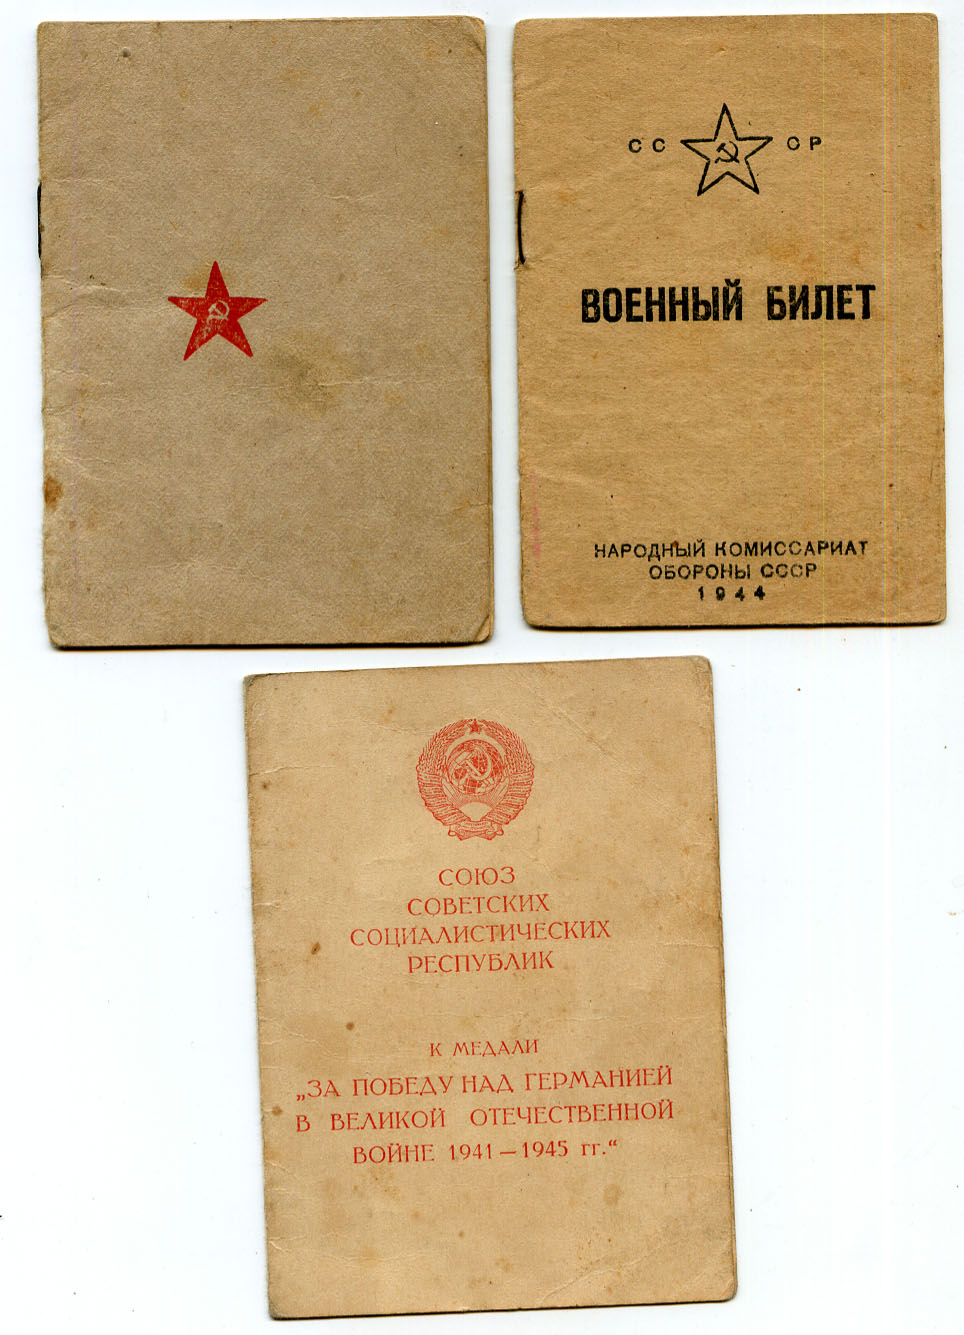 СС ОР
ВОЕННЫЙ БИЛЕТ
НАРОДНЫЙ КОМИССАРИАТ
ОБОРОНЫ СССР
1944
СОЮЗ
СОВЕТСКИХ
СОЦИАЛИСТИЧЕСКИХ
РЕСПУБЛИК
К МЕДАЛИ
„ЗА ПОБЕДУ НАД ГЕРМАНИЕЙ
В ВЕЛИКОЙ ОТЕЧЕСТВЕННОЙ
ВОЙНЕ 1941 — 1945 гг.“